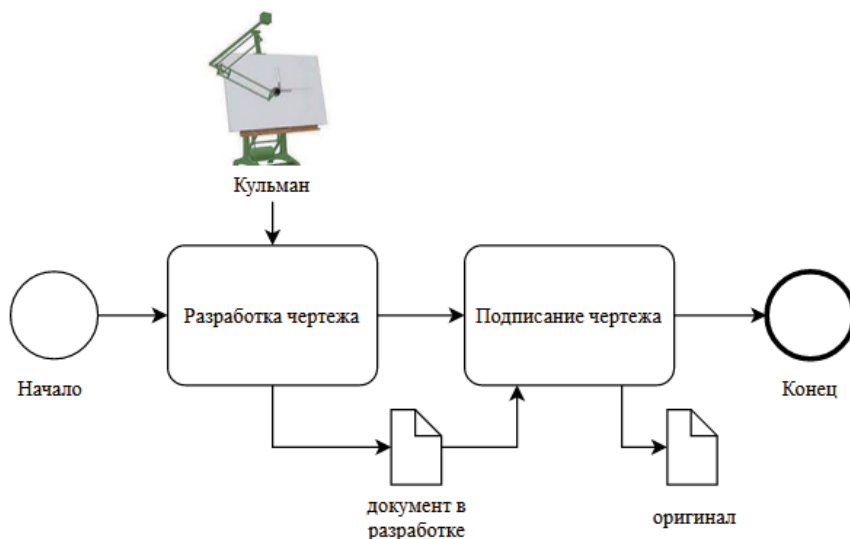 Кульман
Разработка чертежа
Подписание чертежа
Начало
Конец
документ в
разработке
оригинал